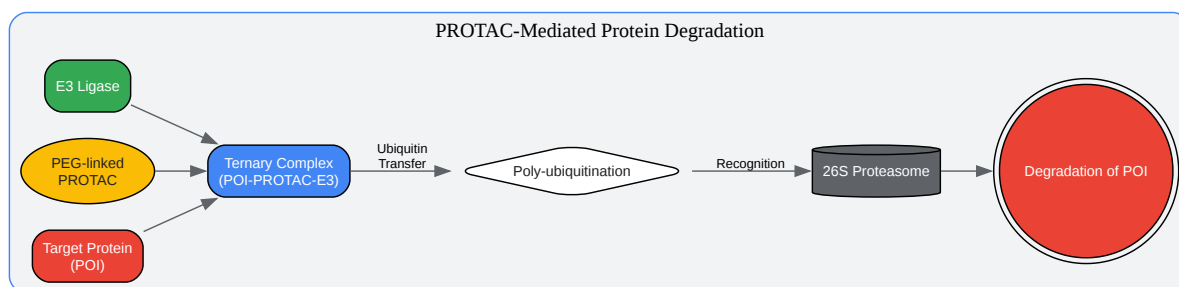 PROTAC-Mediated Protein Degradation
E3 Ligase
PEG-linked
PROTAC
Target Protein
(POI)
Ternary Complex
(POI-PROTAC-E3)
Ubiquitin
Transfer
Poly-ubiquitination
Recognition
26S Proteasome
Degradation of POI